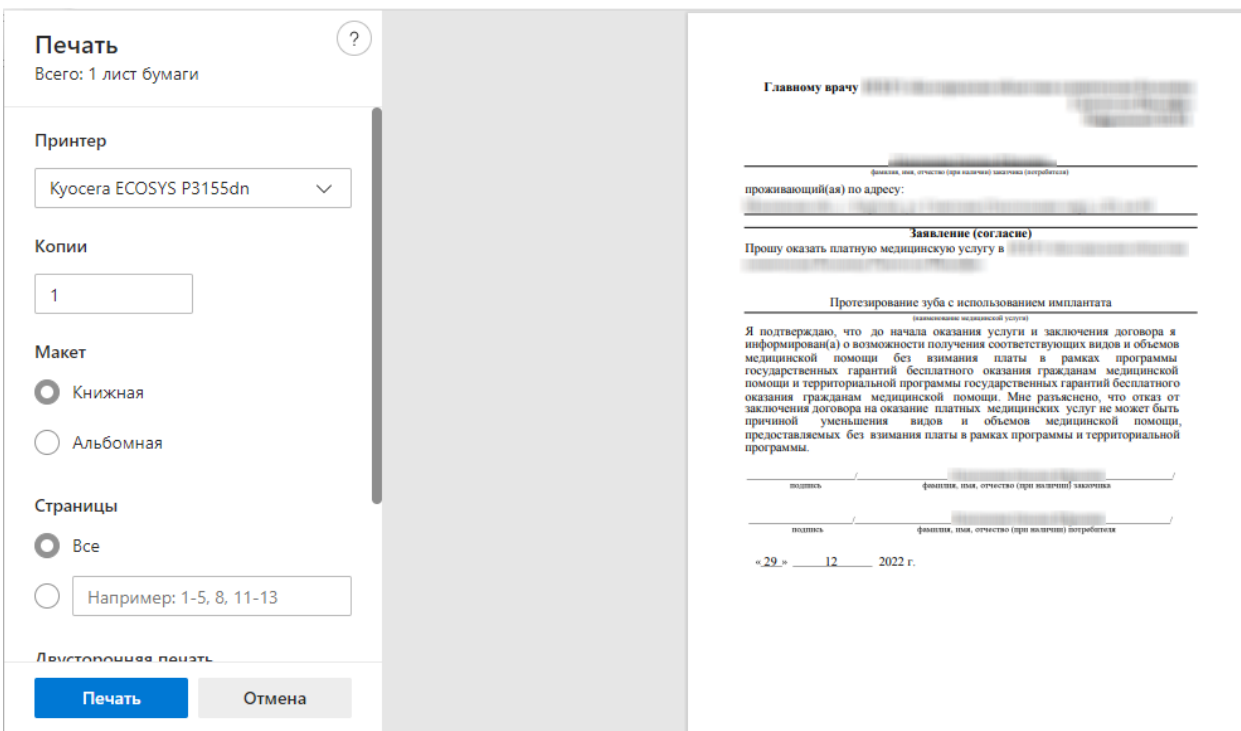 Печать
?
Всего: 1 лист бумаги
Принтер
Kyocera ECOSYS P3155dn
Копии
1
Макет
Книжная
Альбомная
Страницы
Все
Например: 1-5, 8, 11-13
Двусторонняя печать
Печать
Отмена
Главному врачу
фамилия, имя, отчество (при наличии) заказчика (потребителя)
проживающий(ая) по адресу:
Заявление (согласие)
Прошу оказать платную медицинскую услугу в
Протезирование зуба с использованием имплантата
(наименование медицинской услуги)
Я подтверждаю, что до начала оказания услуги и заключения договора я
информирован(а) о возможности получения соответствующих видов и объемов
медицинской помощи без взимания платы в рамках программы
государственных гарантий бесплатного оказания гражданам медицинской
помощи и территориальной программы государственных гарантий бесплатного
оказания гражданам медицинской помощи. Мне разъяснено, что отказ от
заключения договора на оказание платных медицинских услуг не может быть
причиной уменьшения видов и объемов медицинской помощи,
предоставляемых без взимания платы в рамках программы и территориальной
программы.
/ /
подпись фамилия, имя, отчество (при наличии) заказчика
/ /
подпись фамилия, имя, отчество (при наличии) потребителя
« 29 » 12 2022 г.